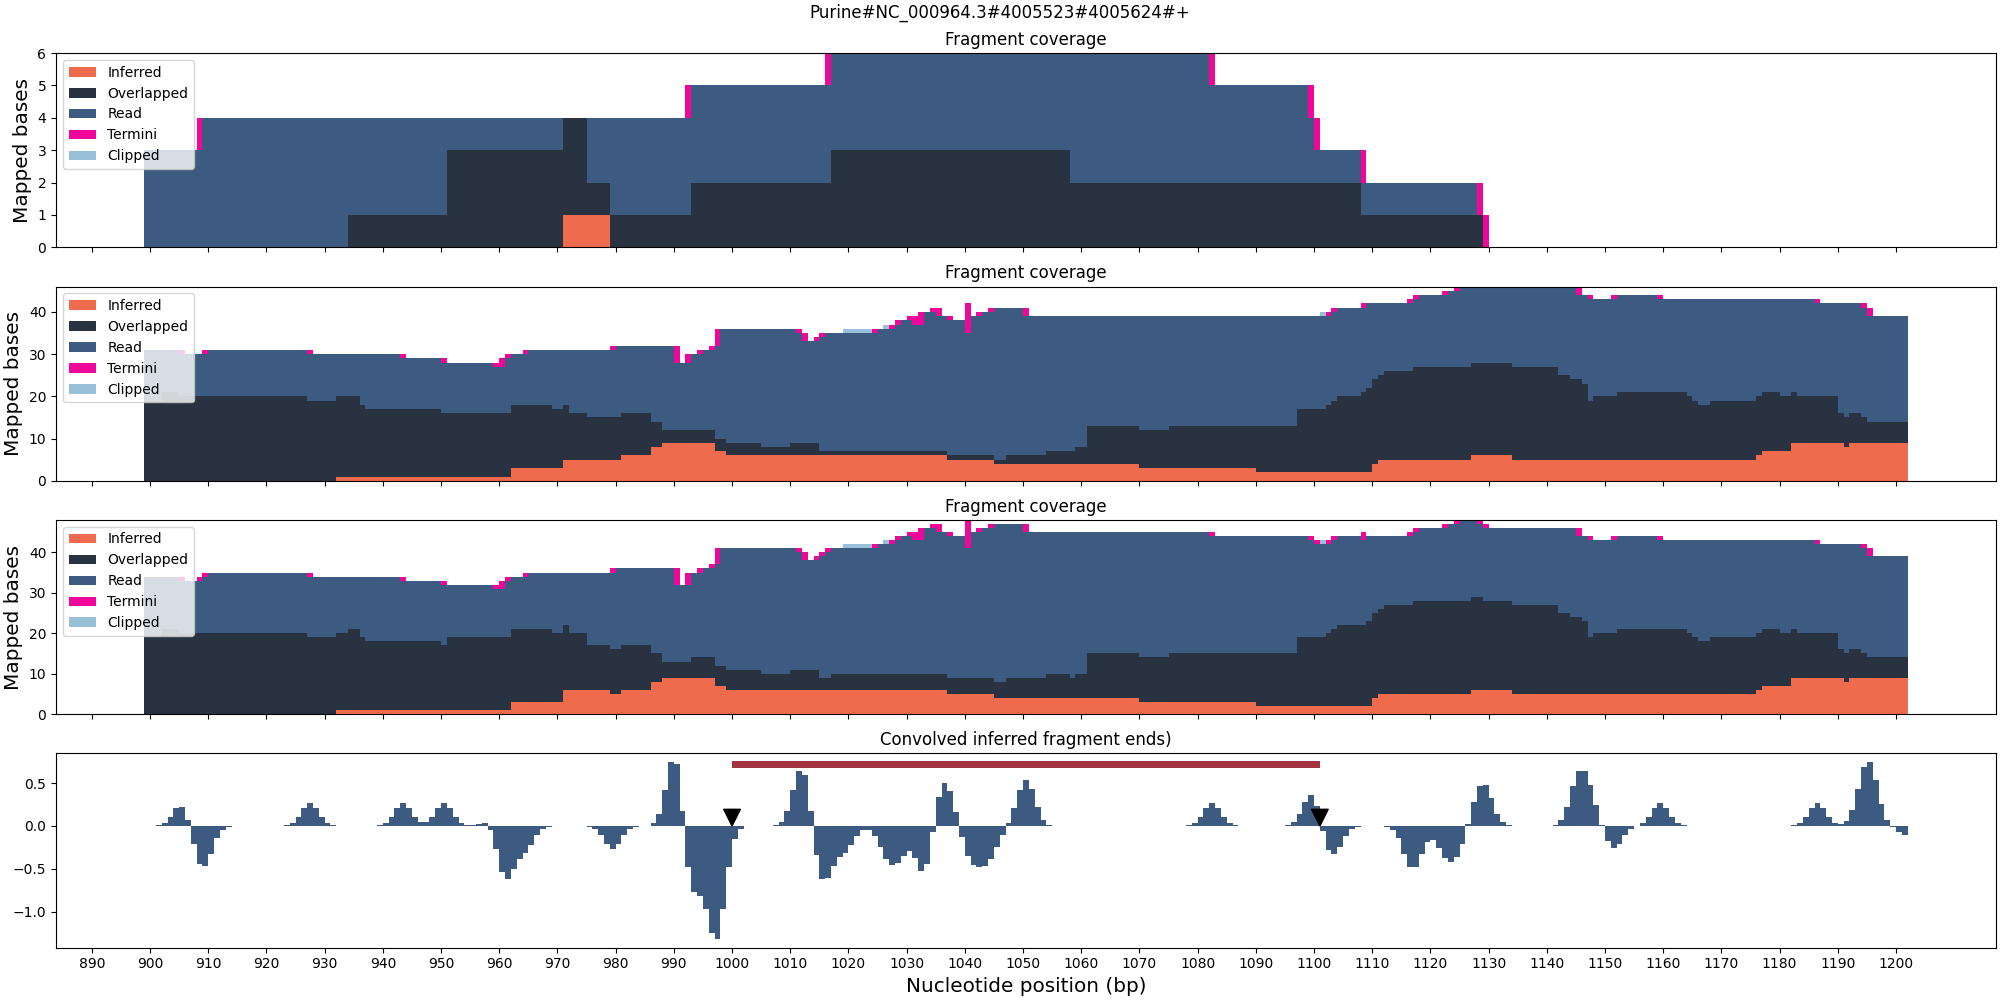 Purine#NC_000964.3#4005523#4005624#+
Fragment coverage
Mapped bases
6
5
4
3
2
1
0
Inferred
Overlapped
Read
Termini
Clipped
Fragment coverage
Mapped bases
40
30
20
10
0
Inferred
Overlapped
Read
Termini
Clipped
Fragment coverage
Mapped bases
40
30
20
10
0
Inferred
Overlapped
Read
Termini
Clipped
Convolved inferred fragment ends)
0.5
0.0
−0.5
−1.0
890 900 910 920 930 940 950 960 970 980 990 1000 1010 1020 1030 1040 1050 1060 1070 1080 1090 1100 1110 1120 1130 1140 1150 1160 1170 1180 1190 1200
Nucleotide position (bp)